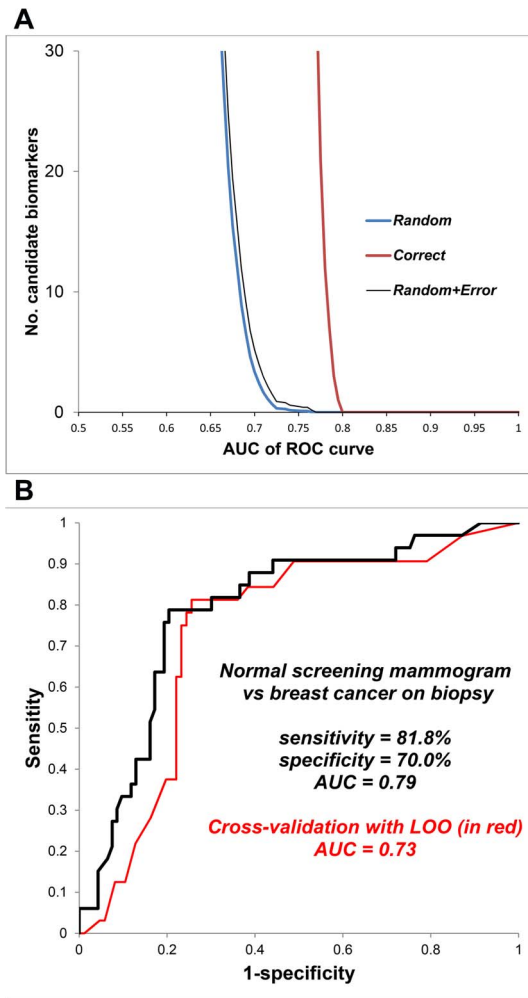 A
30
20
10
0
No. candidate biomarkers
Random
Correct
Random+Error
0.5 0.55 0.6 0.65 0.7 0.75 0.8 0.85 0.9 0.95 1
AUC of ROC curve
B
1
0.9
0.8
0.7
0.6
0.5
0.4
0.3
0.2
0.1
0
Sensitity
Normal screening mammogram
vs breast cancer on biopsy
sensitivity = 81.8%
specificity = 70.0%
AUC = 0.79
Cross-validation with LOO (in red)
AUC = 0.73
0 0.2 0.4 0.6 0.8 1
1-specificity